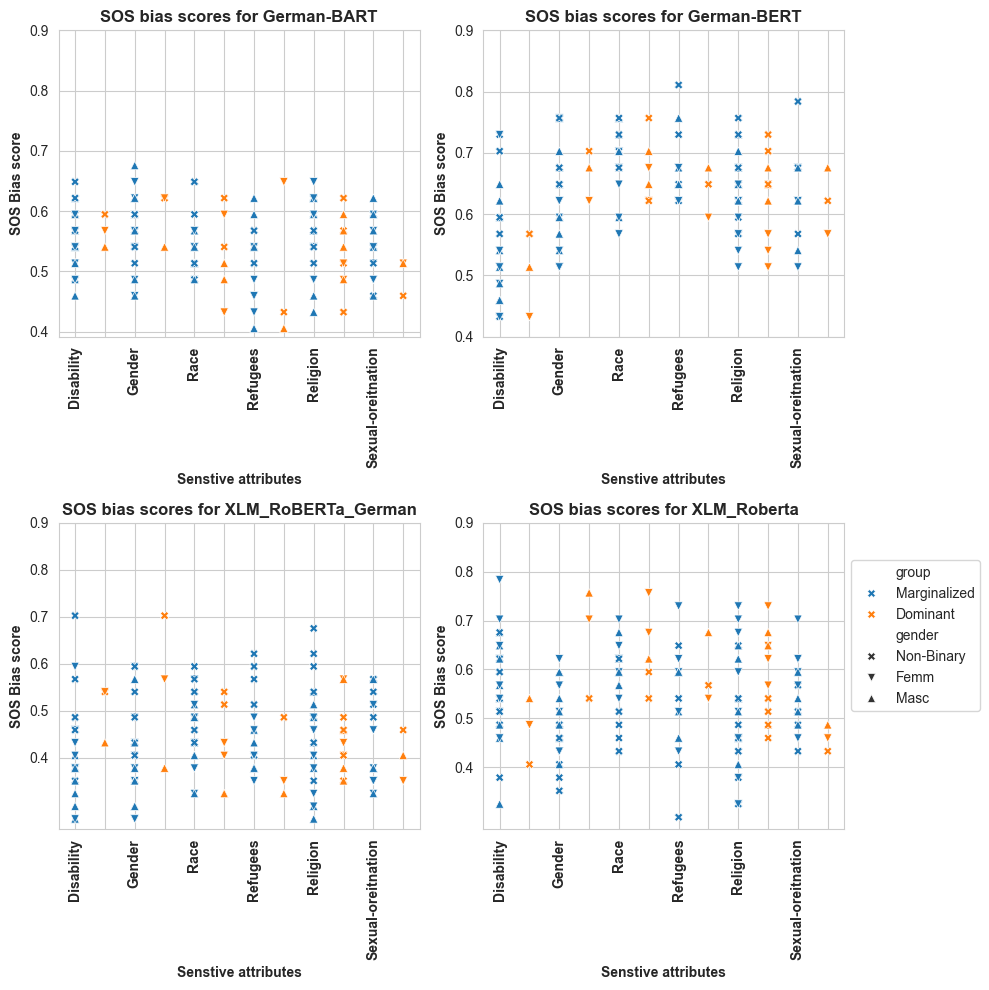 SOS bias scores for German-BART
0.9
0.8
0.7
0.6
0.5
0.4
SOS Bias score
Disability
Gender
Race
Refugees
Religion
Sexual-oreitnation
Senstive attributes
SOS bias scores for German-BERT
0.9
0.8
0.7
0.6
0.5
0.4
SOS Bias score
Disability
Gender
Race
Refugees
Religion
Sexual-oreitnation
Senstive attributes
SOS bias scores for XLM_RoBERTa_German
0.9
0.8
0.7
0.6
0.5
0.4
SOS Bias score
Disability
Gender
Race
Refugees
Religion
Sexual-oreitnation
Senstive attributes
SOS bias scores for XLM_Roberta
0.9
0.8
0.7
0.6
0.5
0.4
SOS Bias score
Disability
Gender
Race
Refugees
Religion
Sexual-oreitnation
Senstive attributes
group
Marginalized
Dominant
gender
Non-Binary
Femm
Masc